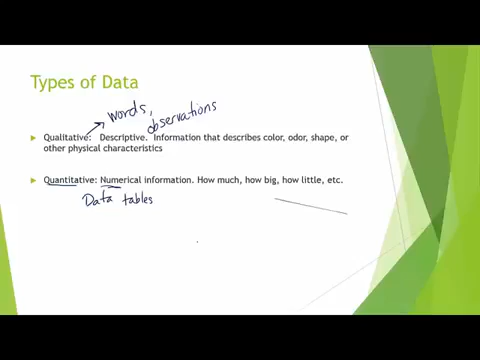 Types of Data
words,
observations
Qualitative: Descriptive. Information that describes color, odor, shape, or
other physical characteristics
Quantitative: Numerical information. How much, how big, how little, etc.
Data tables